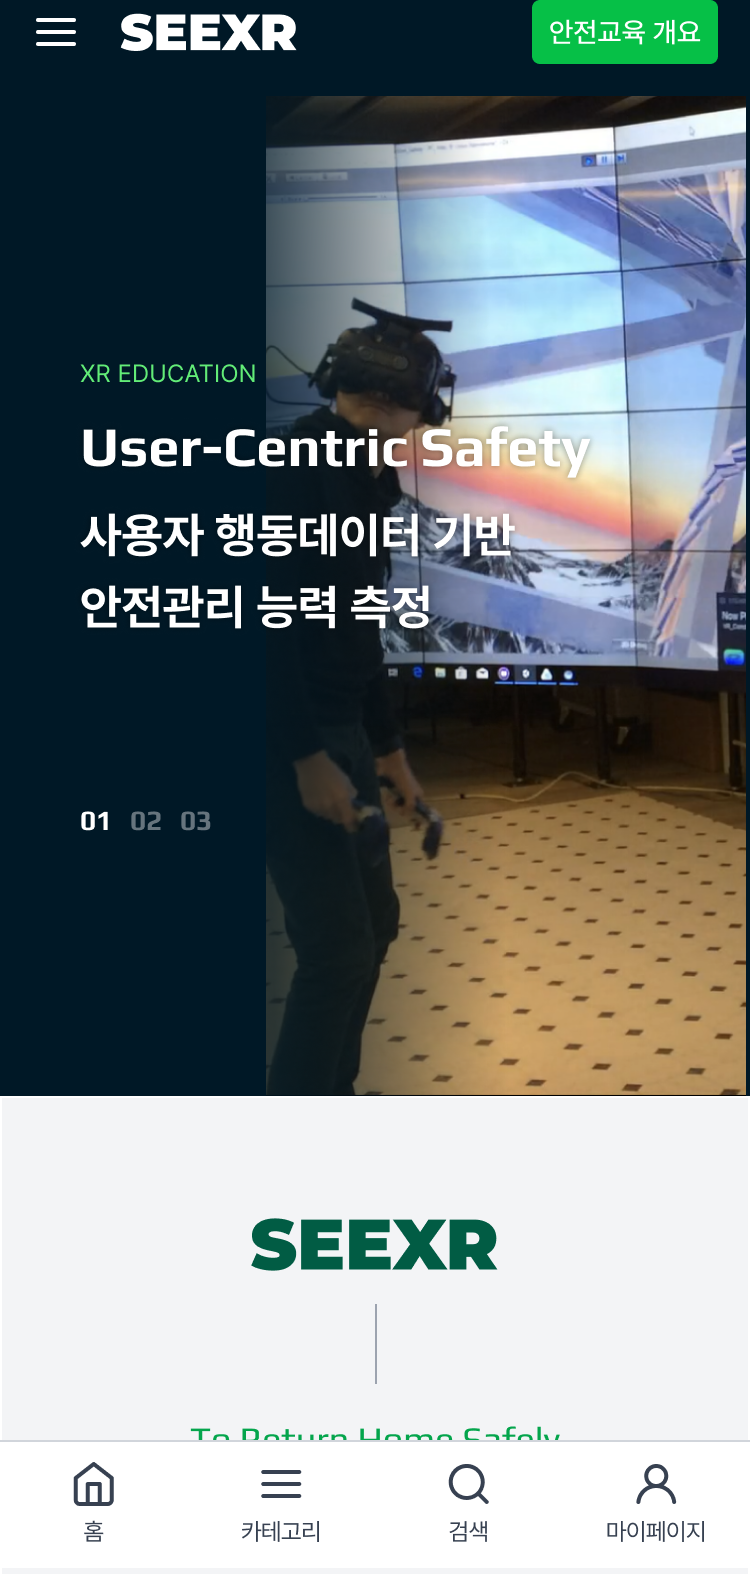 SEEXR
안전교육 개요
XR EDUCATION
User-Centric Safety
사용자 행동데이터 기반
안전관리 능력 측정
01 02 03
SEEXR
To Return Home Safely
홈
카테고리
검색
마이페이지